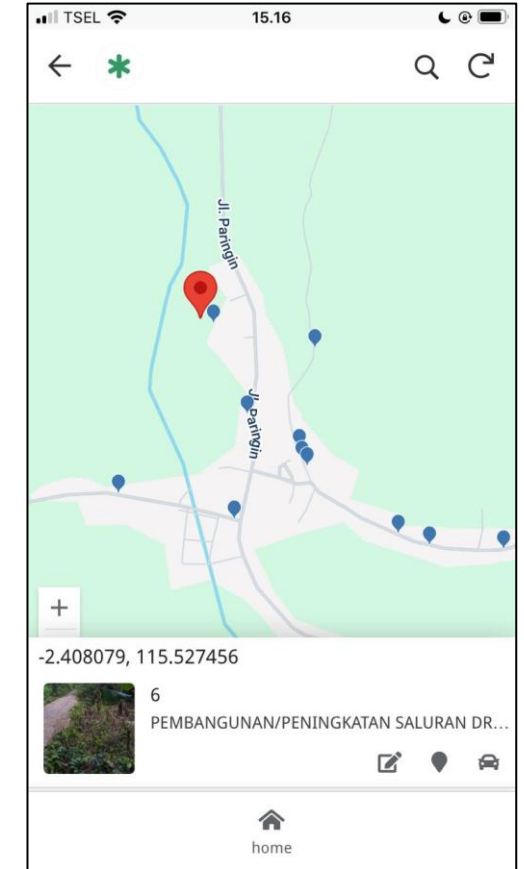 TSEL
15.16
Jl. Paringin
Jl. Paringin
-2.408079, 115.527456
6
PEMBANGUNAN/PENINGKATAN SALURAN DR...
home